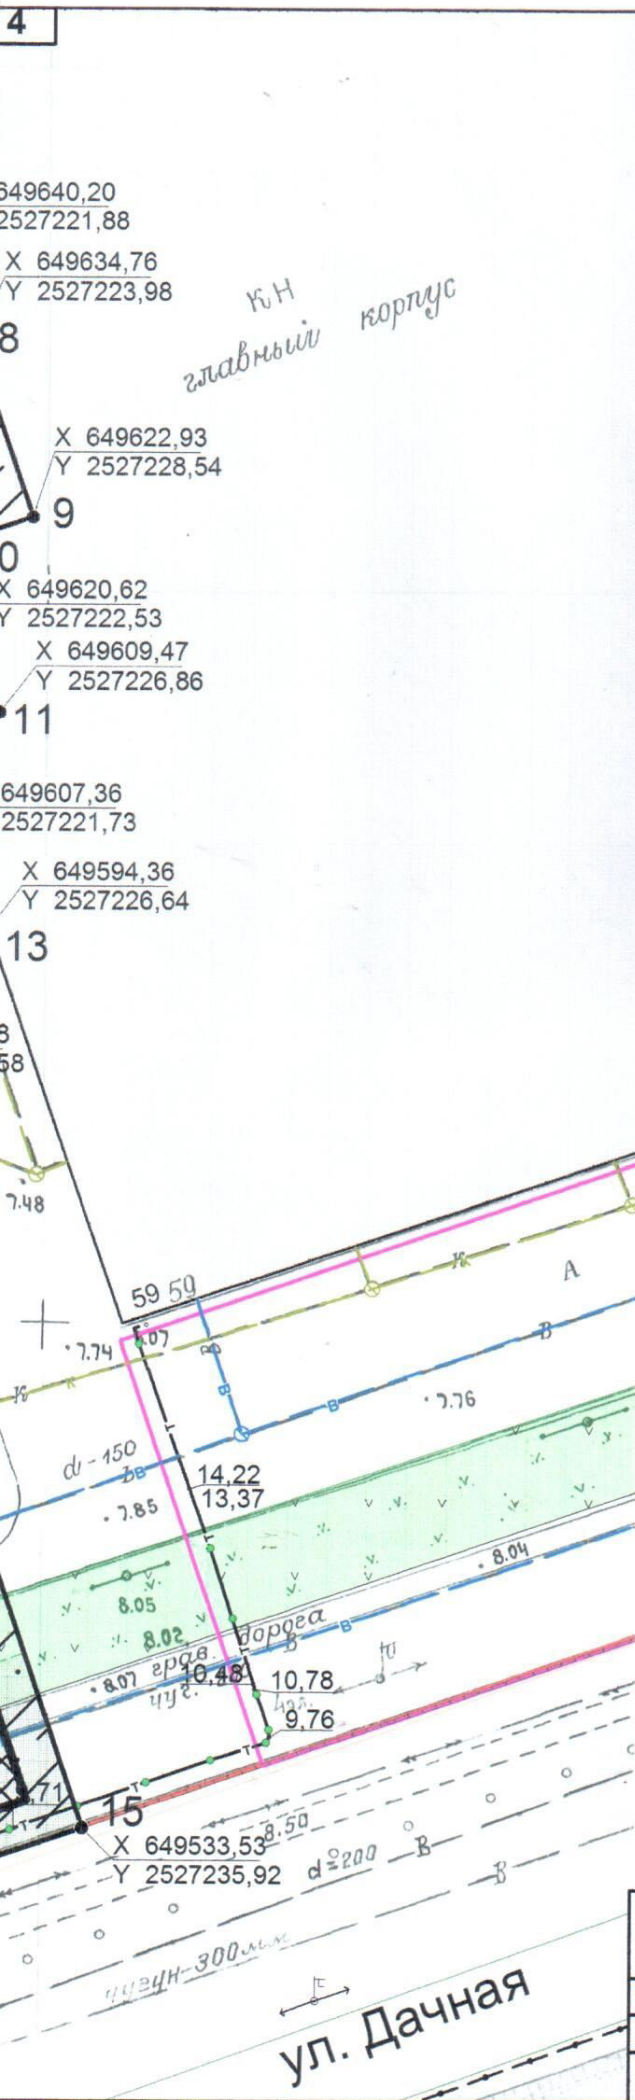 4
649640,20
2527221,88
X 649634,76
Y 2527223,98
8
КН
главный корпус
X 649622,93
Y 2527228,54
9
0
X 649620,62
Y 2527222,53
X 649609,47
Y 2527226,86
11
649607,36
2527221,73
X 649594,36
Y 2527226,64
13
8
58
7.48
59 59
.07
7.74
К
К
К
А
В
В
В
В
7.76
d-150
В
14,22
13,37
7.85
Т
Т
8.04
8.05
8.02
дорога
В
В
8.07 грав.
10,48
чуг.
10,78
9,76
Т
Т
,71
Т
15
X 649533,53
Y 2527235,92
8.50
d=200
В
В
чугун-300мм
ул. Дачная